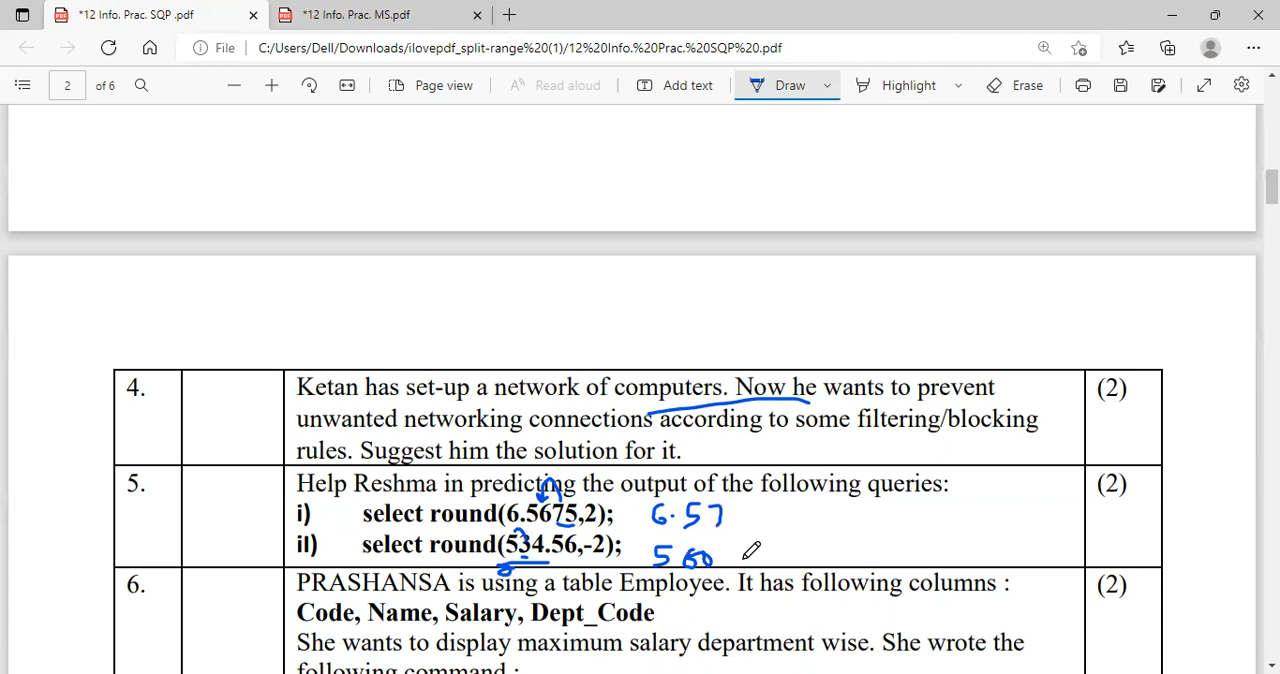 *12 Info. Prac. SQP .pdf
*12 Info. Prac. MS.pdf
File C:/Users/Dell/Downloads/ilovepdf_split-range%20(1)/12%20Info.%20Prac.%20SQP%20.pdf
2 of 6 Page view Read aloud Add text Draw Highlight Erase
4. Ketan has set-up a network of computers. Now he wants to prevent (2)
unwanted networking connections according to some filtering/blocking
rules. Suggest him the solution for it.
5. Help Reshma in predicting the output of the following queries: (2)
i) select round(6.5675,2); 6.57
iI) select round(534.56,-2); 500
6. PRASHANSA is using a table Employee. It has following columns : (2)
Code, Name, Salary, Dept_Code
She wants to display maximum salary department wise. She wrote the
following command :